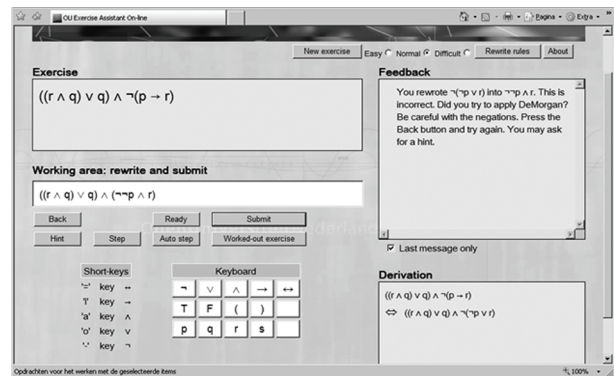 OU Exercise Assistant On-line
Pagina
Extra
New exercise Easy Normal Difficult Rewrite rules About
Exercise
((r ∧ q) ∨ q) ∧ ¬(p → r)
Working area: rewrite and submit
((r ∧ q) ∨ q) ∧ (¬¬p ∧ r)
Back Ready Submit
Hint Step Auto step Worked-out exercise
Short-keys
'=' key ↔
'i' key →
'a' key ∧
'o' key ∨
'-' key ¬
Keyboard
¬ ∨ ∧ → ↔
T F ( )
p q r s
Feedback
You rewrote ¬(¬p ∨ r) into ¬¬p ∧ r. This is
incorrect. Did you try to apply DeMorgan?
Be careful with the negations. Press the
Back button and try again. You may ask
for a hint.
Last message only
Derivation
((r ∧ q) ∨ q) ∧ ¬(p → r)
⇔ ((r ∧ q) ∨ q) ∧ ¬(¬p ∨ r)
Opdrachten voor het werken met de geselecteerde items
100%